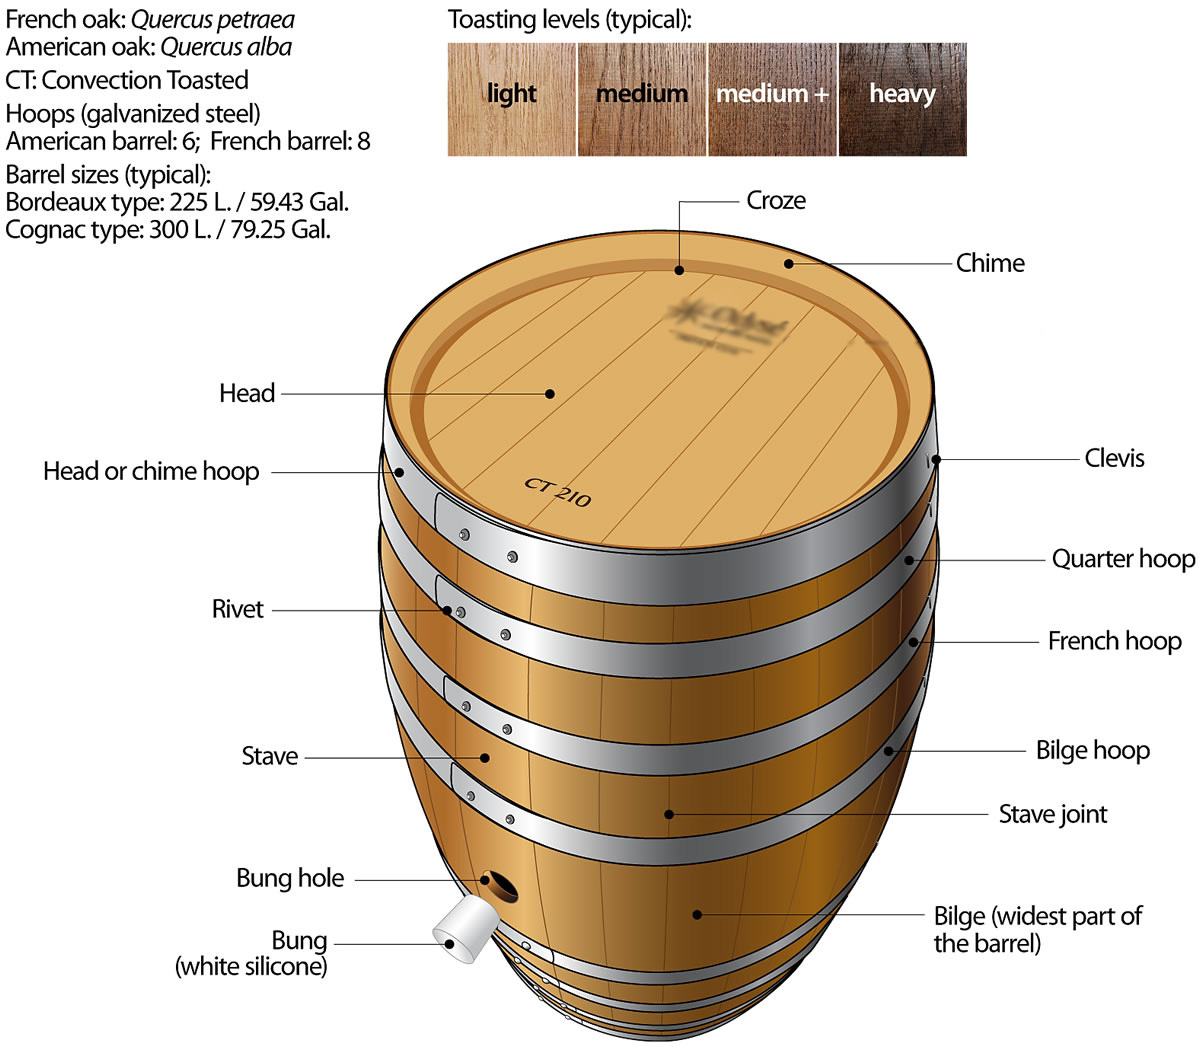 French oak: Quercus petraea
American oak: Quercus alba
CT: Convection Toasted
Hoops (galvanized steel)
American barrel: 6; French barrel: 8
Barrel sizes (typical):
Bordeaux type: 225 L. / 59.43 Gal.
Cognac type: 300 L. / 79.25 Gal.
Toasting levels (typical):
light
medium
medium +
heavy
Croze
Chime
Head
Head or chime hoop
Clevis
CT 210
Quarter hoop
Rivet
French hoop
Stave
Bilge hoop
Stave joint
Bung hole
Bilge (widest part of
the barrel)
Bung
(white silicone)